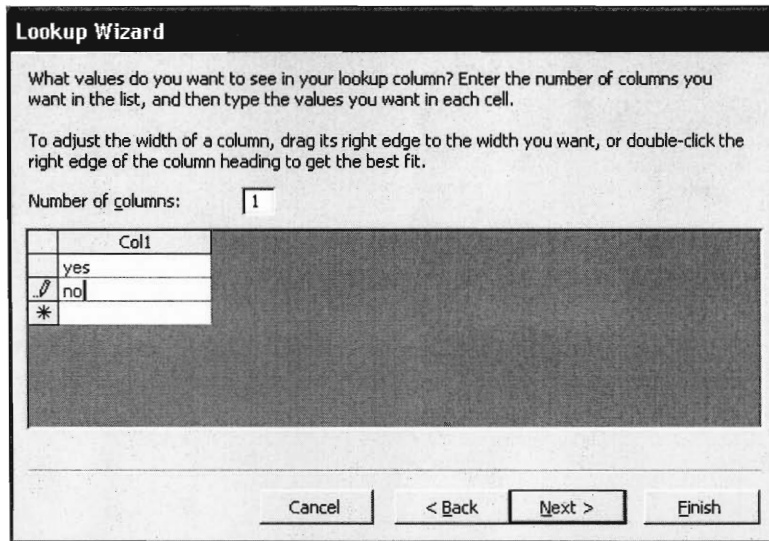 Lookup Wizard
What values do you want to see in your lookup column? Enter the number of columns you
want in the list, and then type the values you want in each cell.
To adjust the width of a column, drag its right edge to the width you want, or double-click the
right edge of the column heading to get the best fit.
Number of columns: 1
Col1
yes
no
Cancel < Back Next > Finish